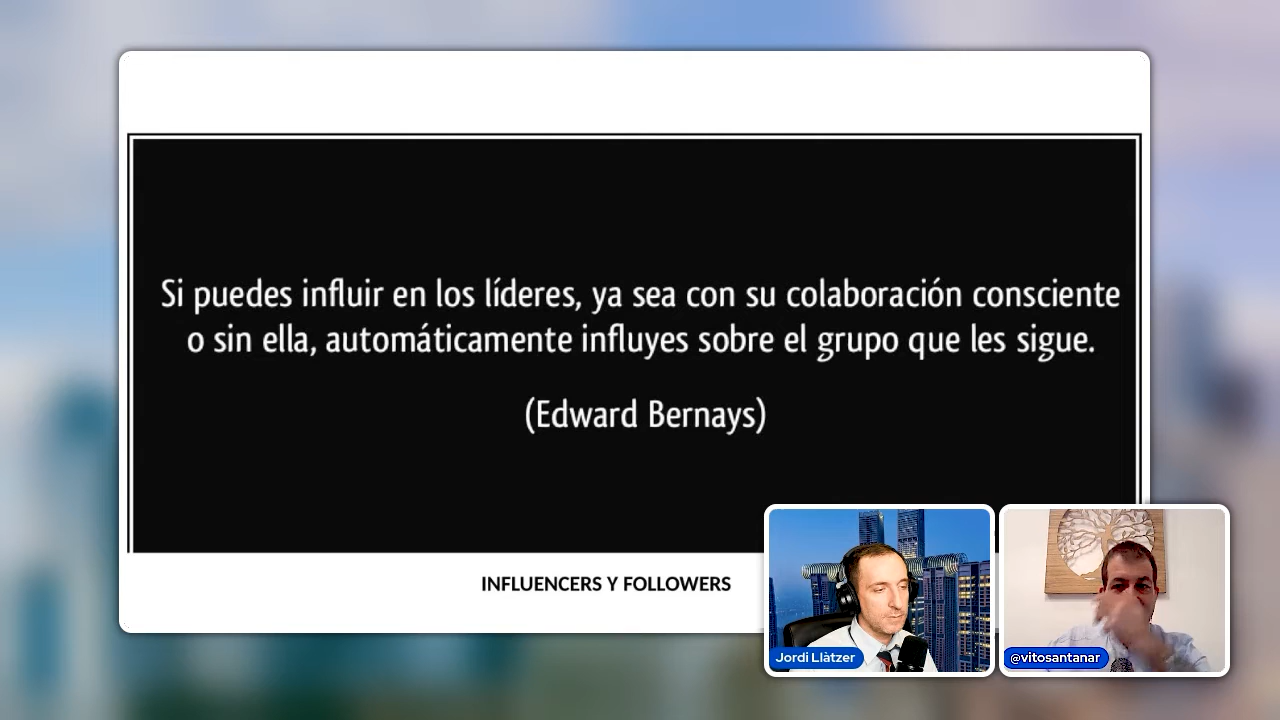 Si puedes influir en los líderes, ya sea con su colaboración consciente
o sin ella, automáticamente influyes sobre el grupo que les sigue.
(Edward Bernays)
INFLUENCERS Y FOLLOWERS
Jordi Llàtzer
@vitosantanar